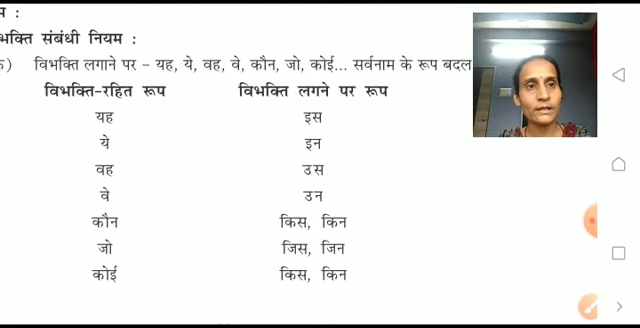 म :
भक्ति संबंधी नियम :
क) विभक्ति लगाने पर – यह, ये, वह, वे, कौन, जो, कोई... सर्वनाम के रूप बदल
विभक्ति-रहित रूप विभक्ति लगने पर रूप
यह इस
ये इन
वह उस
वे उन
कौन किस, किन
जो जिस, जिन
कोई किस, किन